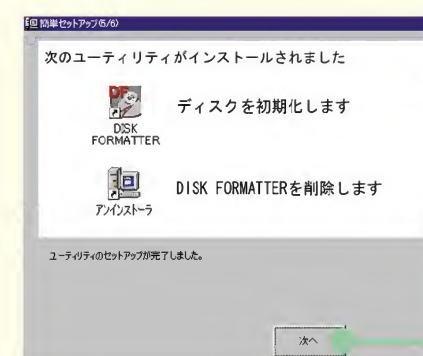 簡単セットアップ(5/6)
次のユーティリティがインストールされました
DF
DISK
FORMATTER
ディスクを初期化します
アンインストーラ
DISK FORMATTERを削除します
ユーティリティのセットアップが完了しました。
次へ